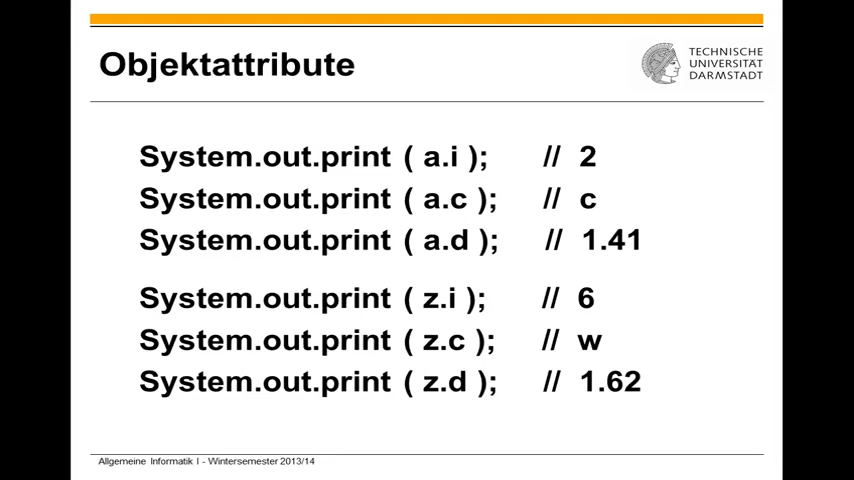 Objektattribute
TECHNISCHE
UNIVERSITÄT
DARMSTADT
System.out.print ( a.i ); // 2
System.out.print ( a.c ); // c
System.out.print ( a.d ); // 1.41
System.out.print ( z.i ); // 6
System.out.print ( z.c ); // w
System.out.print ( z.d ); // 1.62
Allgemeine Informatik I - Wintersemester 2013/14